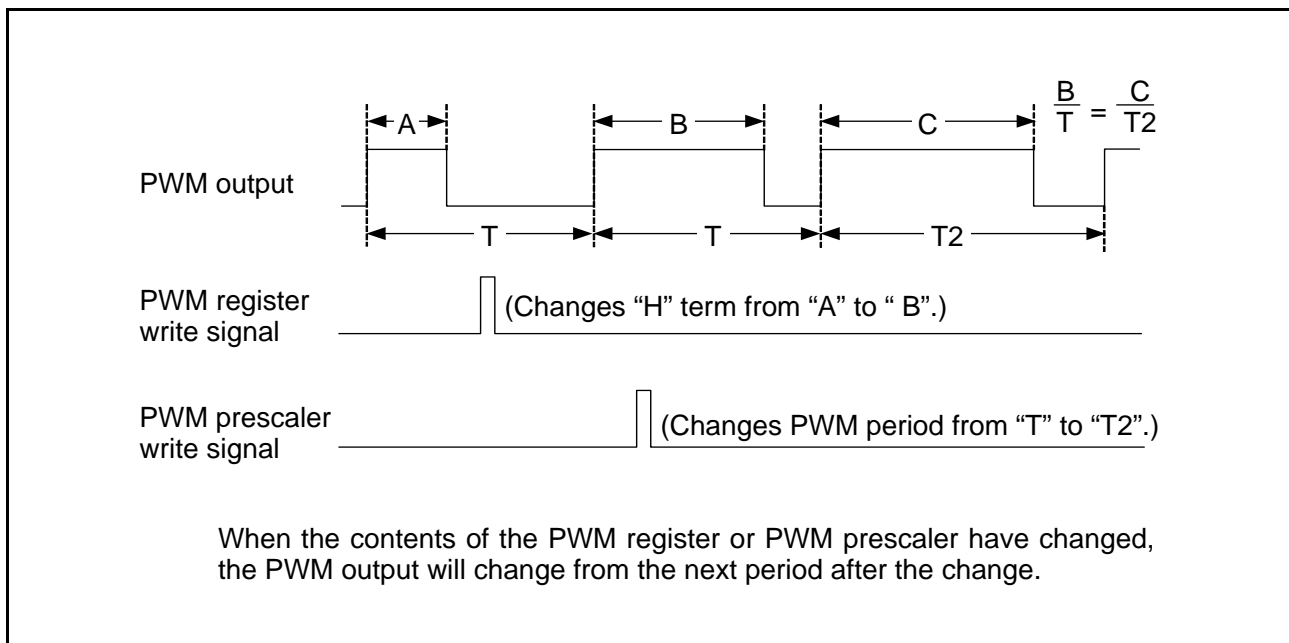 A
B
C
B/T = C/T2
PWM output
T
T
T2
PWM register
write signal
(Changes “H” term from “A” to “ B”.)
PWM prescaler
write signal
(Changes PWM period from “T” to “T2”.)
When the contents of the PWM register or PWM prescaler have changed,
the PWM output will change from the next period after the change.